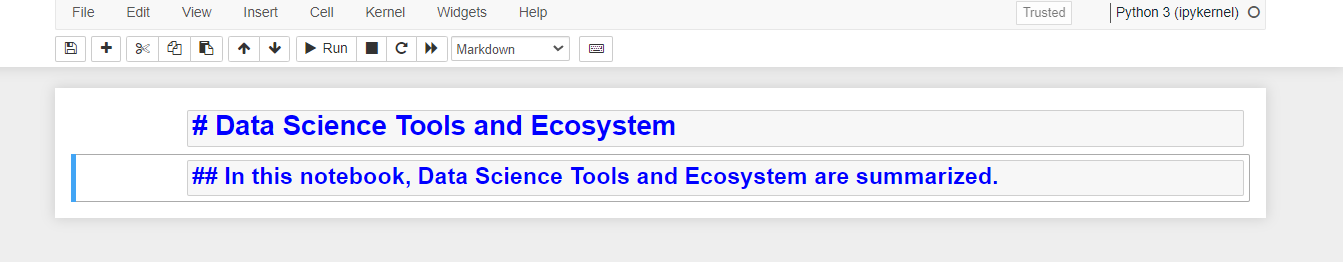 File Edit View Insert Cell Kernel Widgets Help Trusted Python 3 (ipykernel)
Run Markdown
# Data Science Tools and Ecosystem
## In this notebook, Data Science Tools and Ecosystem are summarized.